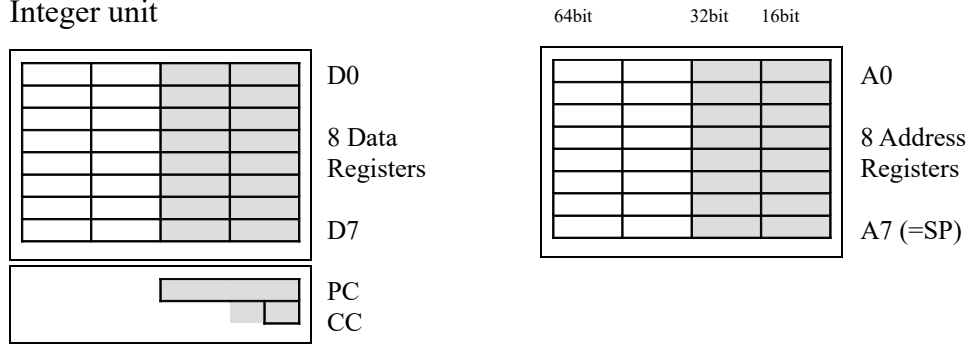 Integer unit
64bit 32bit 16bit
D0
8 Data
Registers
D7
PC
CC
A0
8 Address
Registers
A7 (=SP)